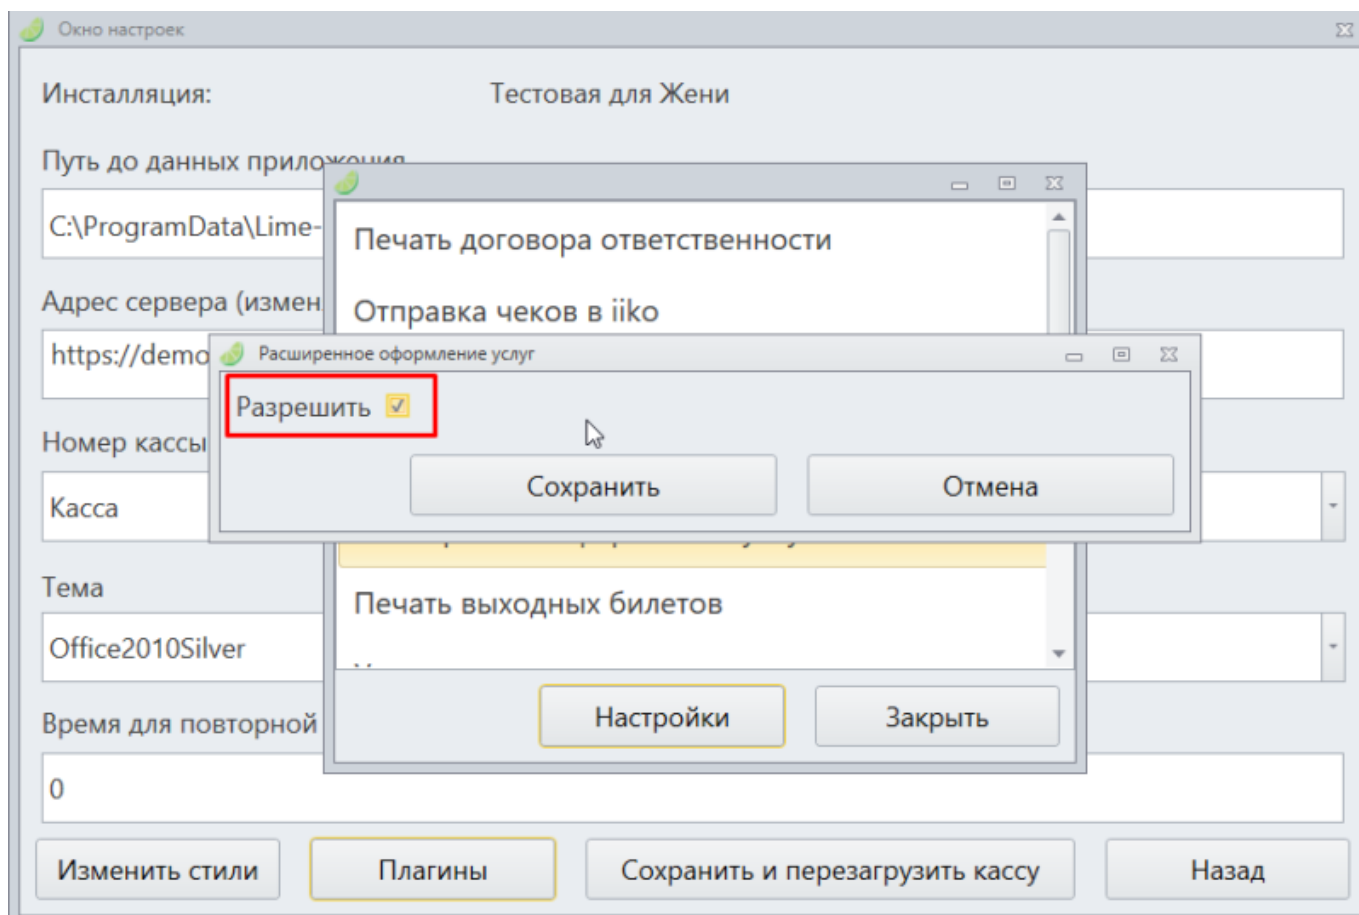 Окно настроек
Инсталляция: Тестовая для Жени
Путь до данных приложения
C:\ProgramData\Lime-
Печать договора ответственности
Адрес сервера (измен
Отправка чеков в iiko
https://demo
Расширенное оформление услуг
Разрешить
Номер кассы
Сохранить Отмена
Касса
Тема
Печать выходных билетов
Office2010Silver
Настройки Закрыть
Время для повторной
0
Изменить стили Плагины Сохранить и перезагрузить кассу Назад